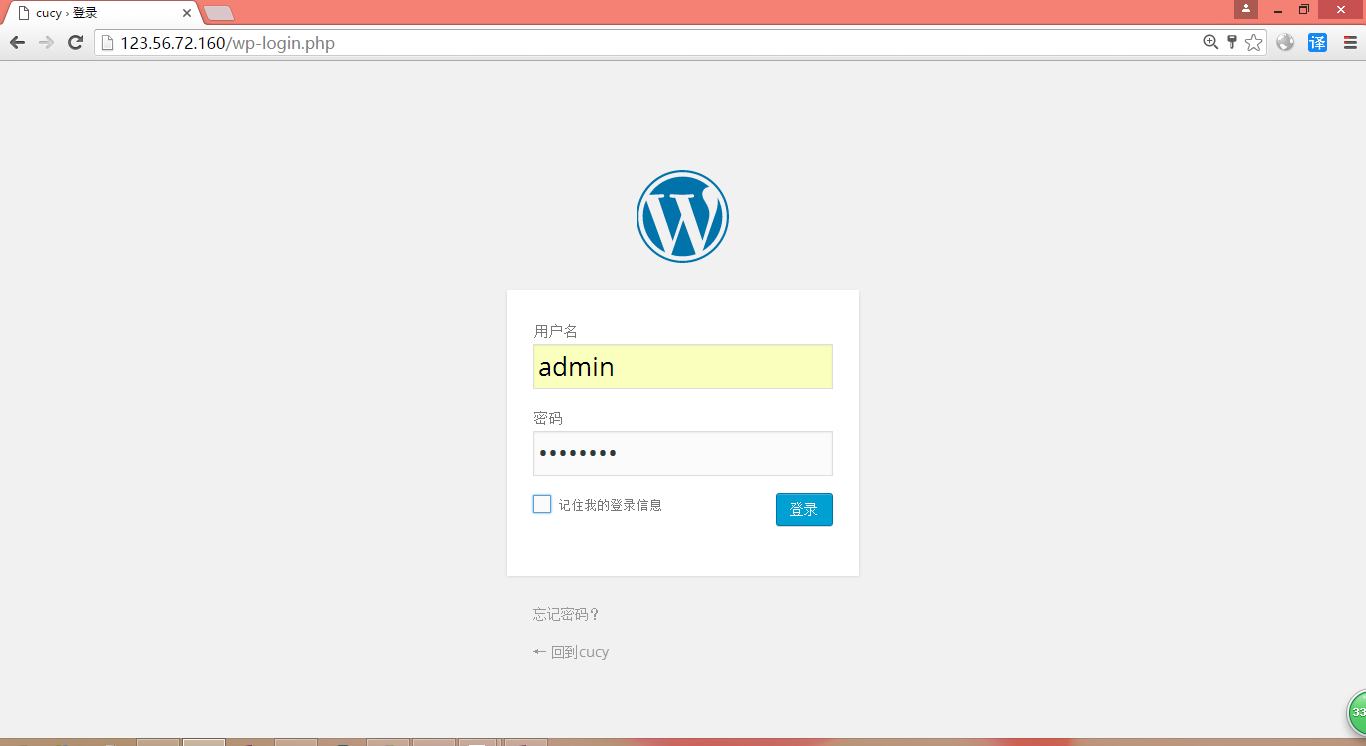 cucy › 登录
123.56.72.160/wp-login.php
译
用户名
admin
密码
••••••••
记住我的登录信息
登录
忘记密码？
← 回到cucy
33